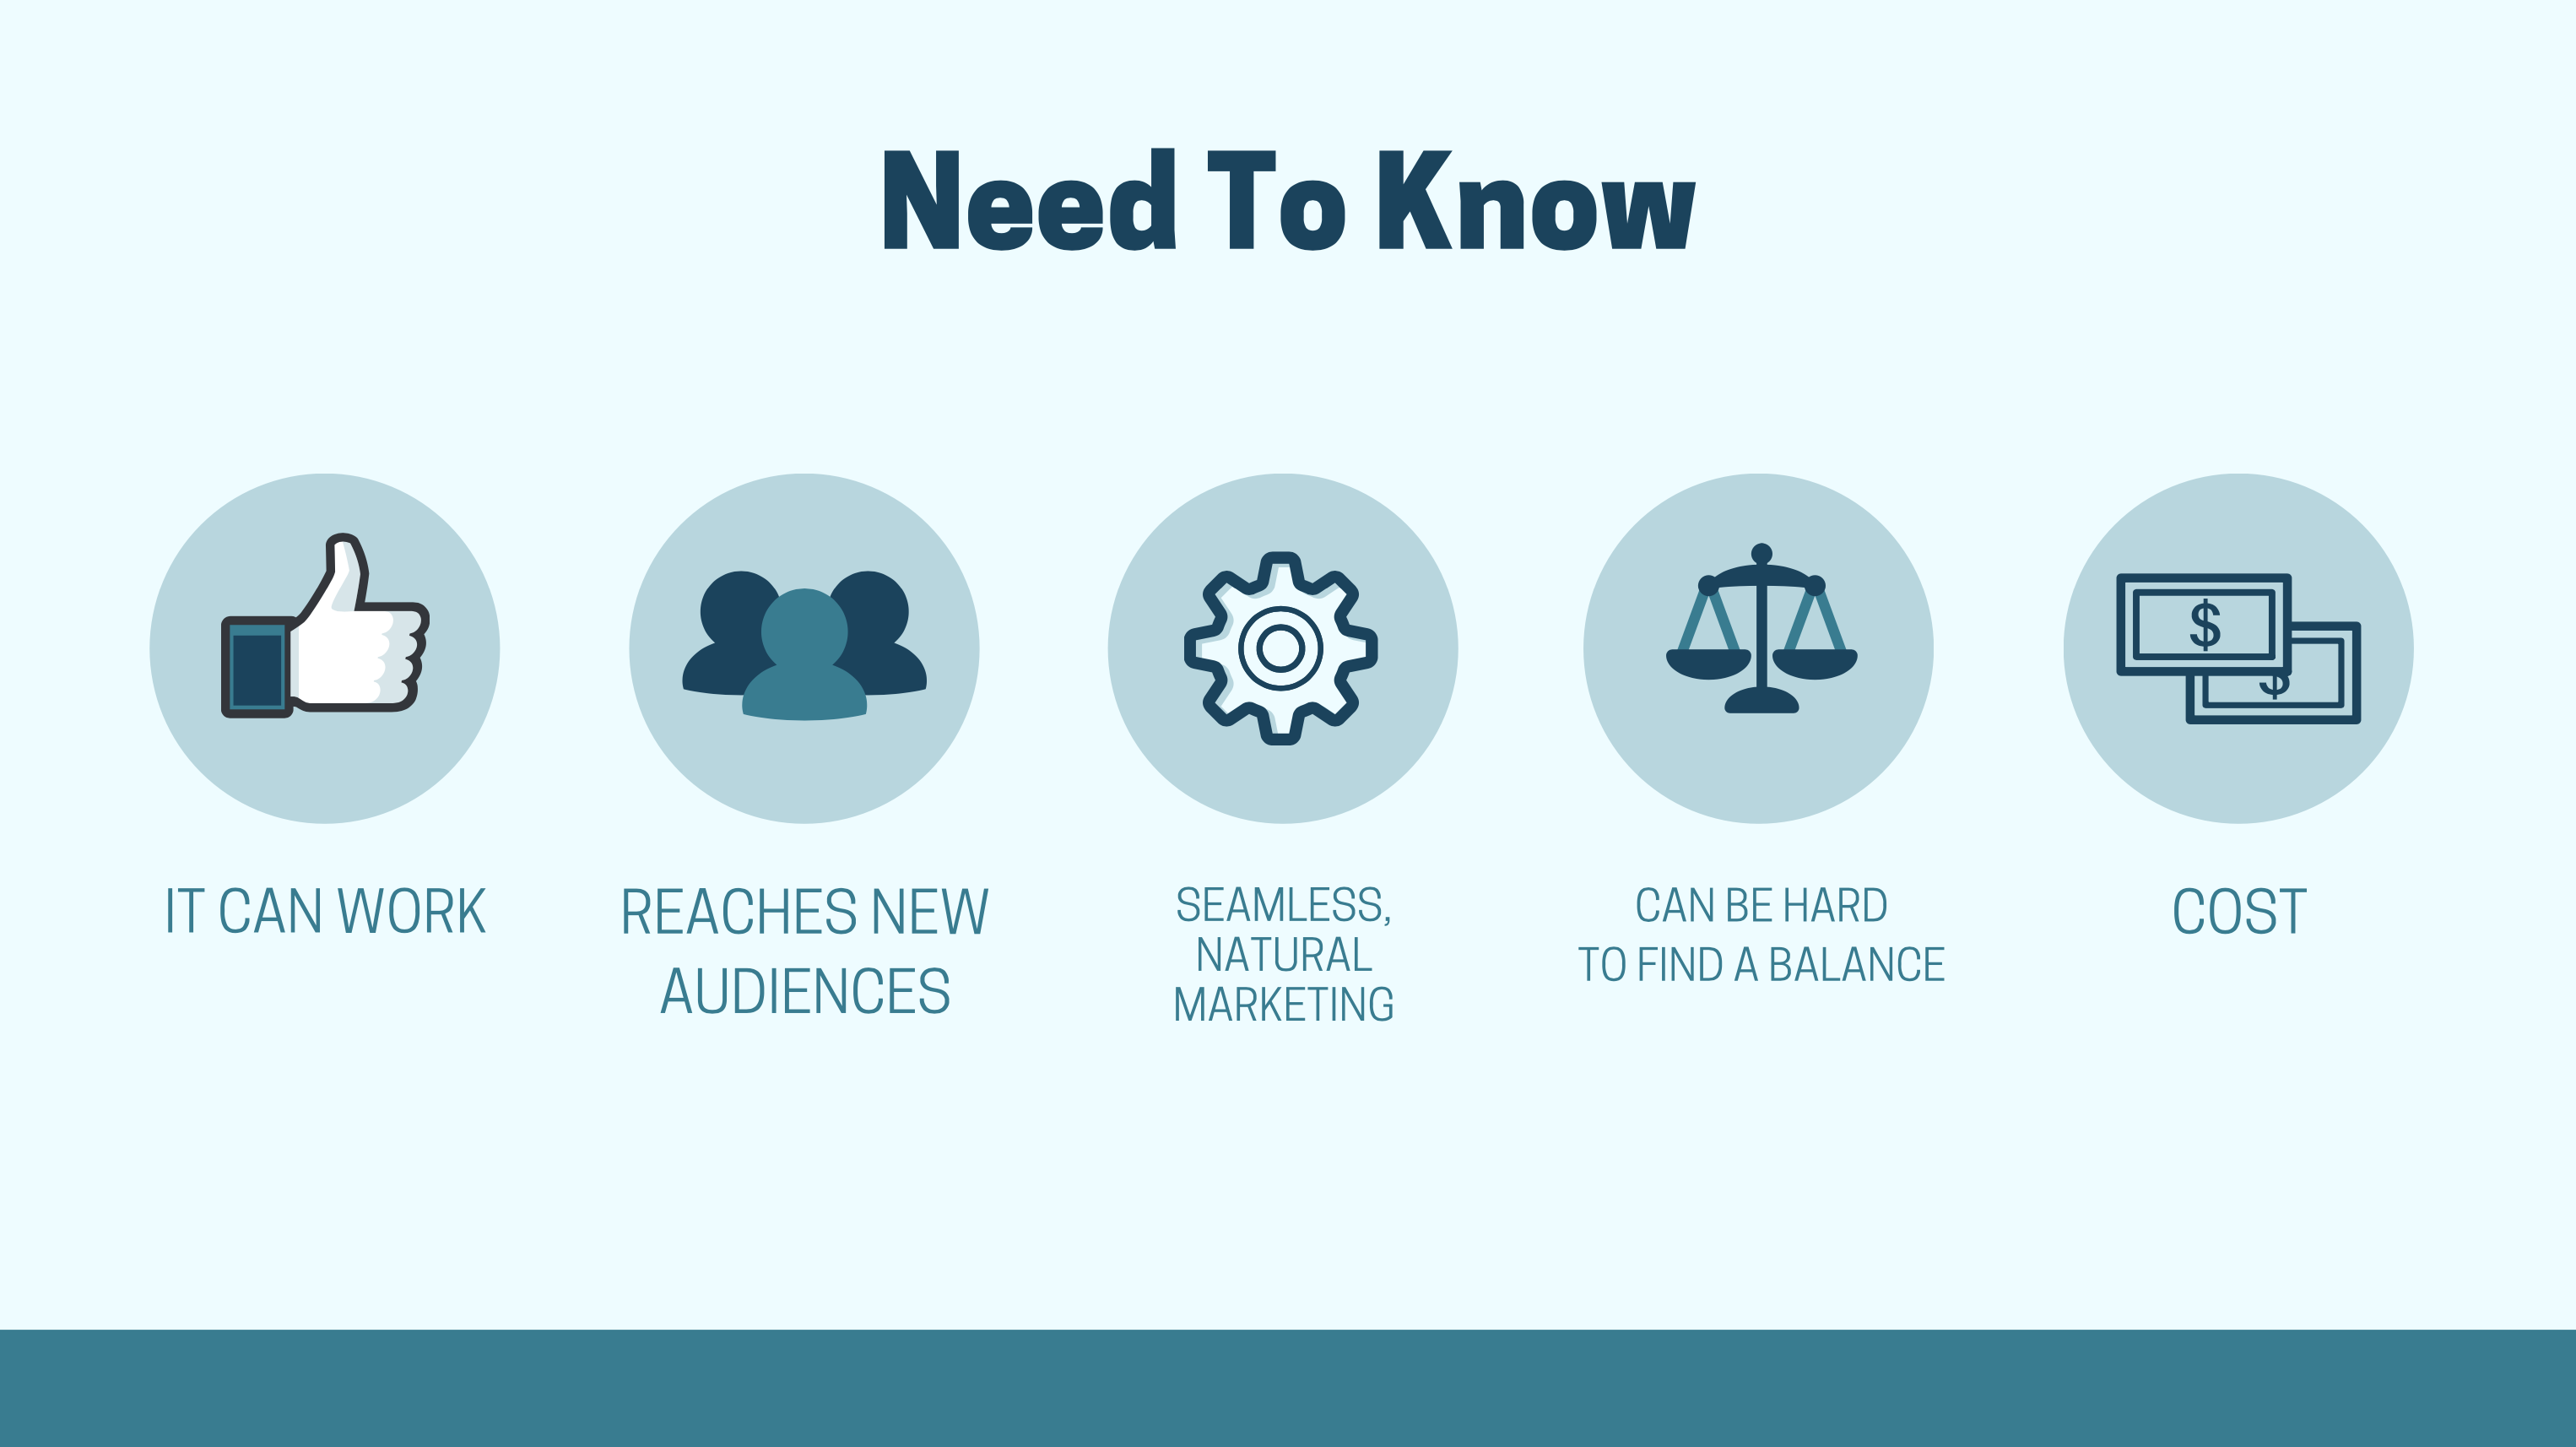 Need To Know
$
$
IT CAN WORK
REACHES NEW
AUDIENCES
SEAMLESS,
NATURAL
MARKETING
CAN BE HARD
TO FIND A BALANCE
COST